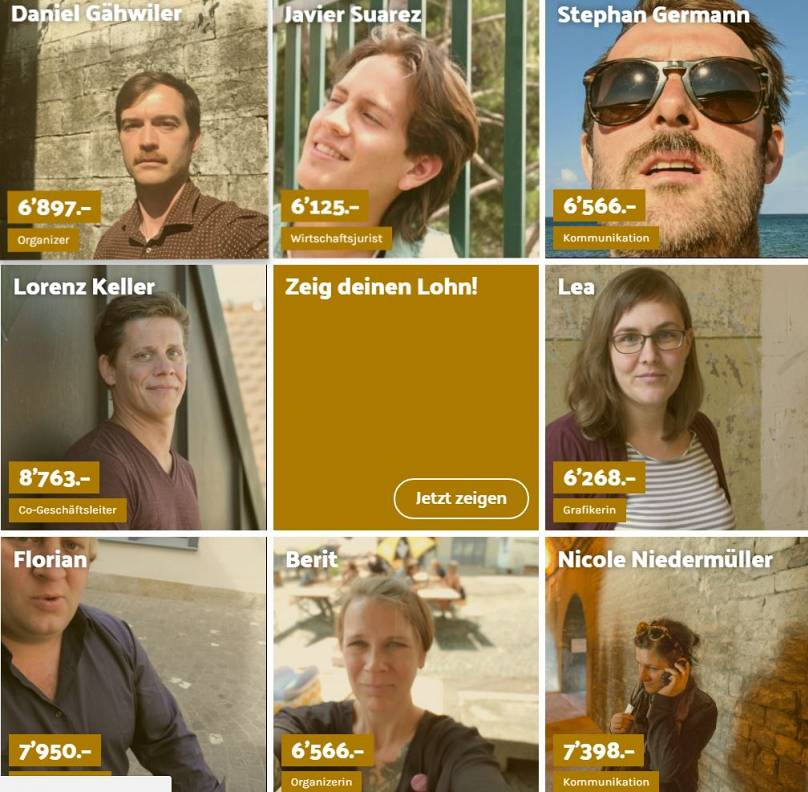 Daniel Gähwiler
6’897.–
Organizer
Javier Suarez
6’125.–
Wirtschaftsjurist
Stephan Germann
6’566.–
Kommunikation
Lorenz Keller
8’763.–
Co-Geschäftsleiter
Zeig deinen Lohn!
Jetzt zeigen
Lea
6’268.–
Grafikerin
Florian
7’950.–
Berit
6’566.–
Organizerin
Nicole Niedermüller
7’398.–
Kommunikation